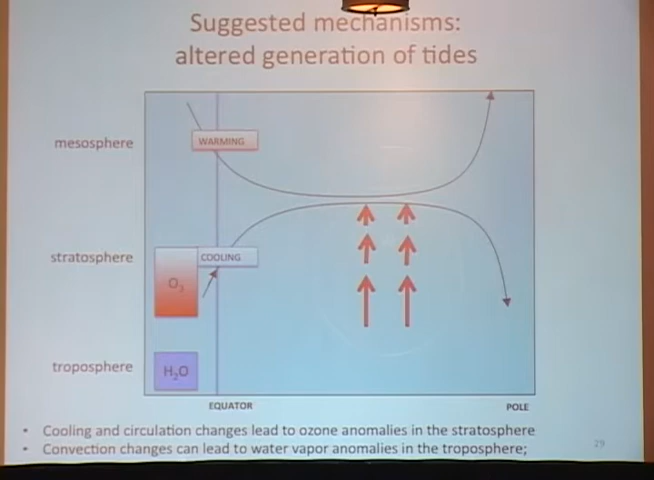 Suggested mechanisms:
altered generation of tides
mesosphere
WARMING
stratosphere
COOLING
O3
troposphere
H2O
EQUATOR
POLE
• Cooling and circulation changes lead to ozone anomalies in the stratosphere
• Convection changes can lead to water vapor anomalies in the troposphere;
29